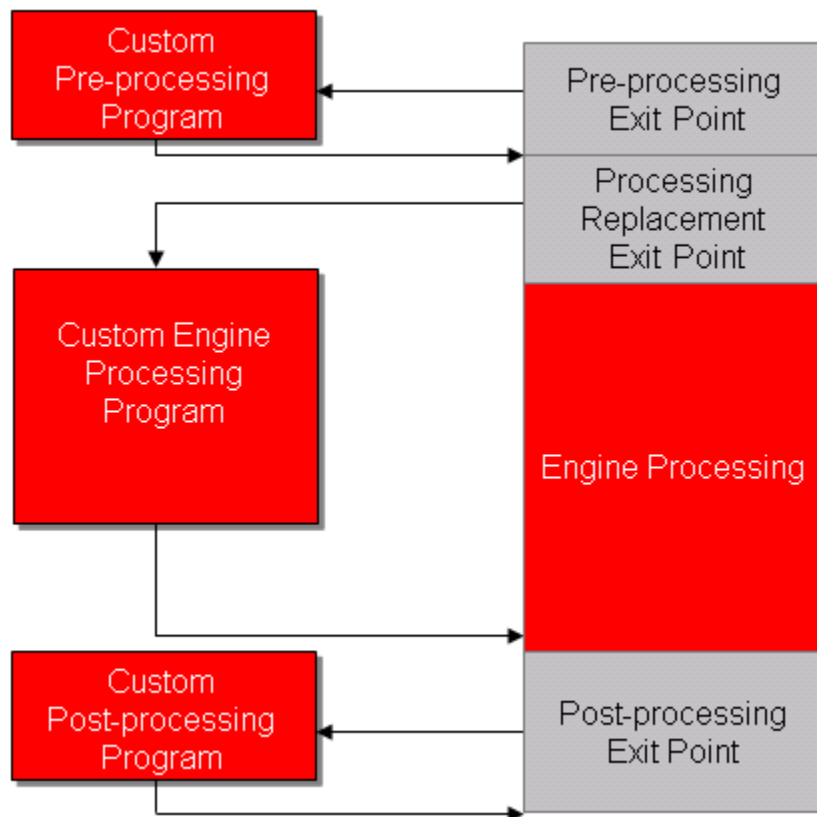 Custom
Pre-processing
Program
Pre-processing
Exit Point
Processing
Replacement
Exit Point
Custom Engine
Processing
Program
Engine Processing
Custom
Post-processing
Program
Post-processing
Exit Point